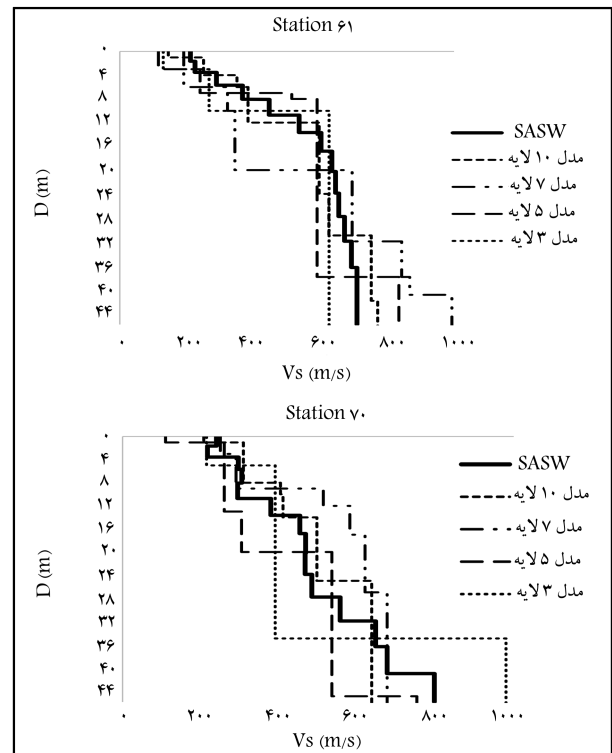 Station ۶۱
۰
۴
۸
۱۲
۱۶
۲۰
۲۴
۲۸
۳۲
۳۶
۴۰
۴۴
D (m)
SASW
مدل ۱۰ لایه
مدل ۷ لایه
مدل ۵ لایه
مدل ۳ لایه
۰ ۲۰۰ ۴۰۰ ۶۰۰ ۸۰۰ ۱۰۰۰
Vs (m/s)
Station ۷۰
۰
۴
۸
۱۲
۱۶
۲۰
۲۴
۲۸
۳۲
۳۶
۴۰
۴۴
D (m)
SASW
مدل ۱۰ لایه
مدل ۷ لایه
مدل ۵ لایه
مدل ۳ لایه
۰ ۲۰۰ ۴۰۰ ۶۰۰ ۸۰۰ ۱۰۰۰
Vs (m/s)